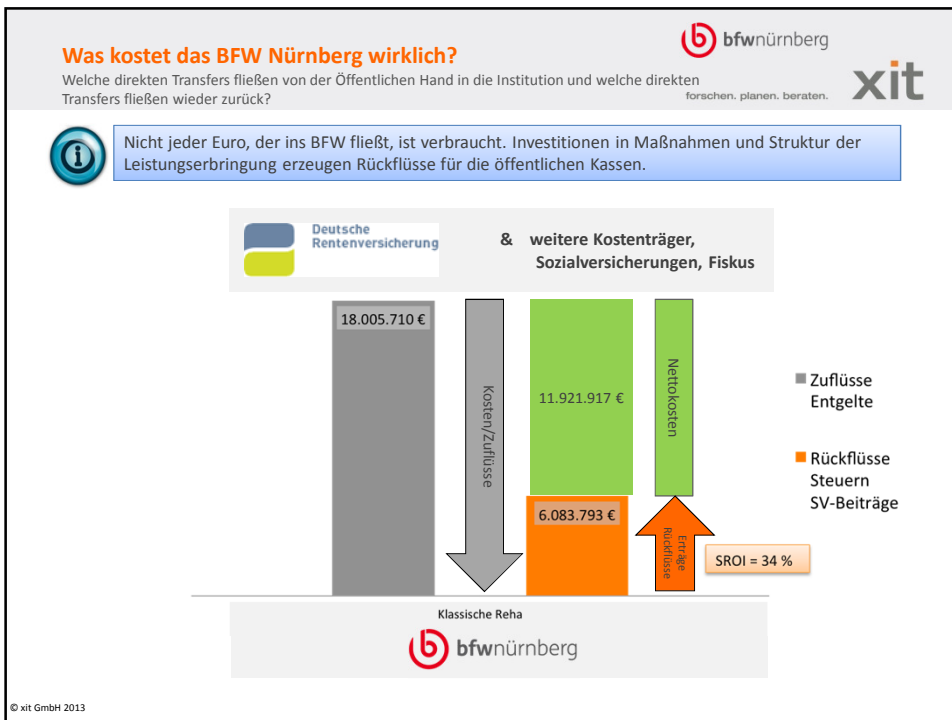 Was kostet das BFW Nürnberg wirklich?
Welche direkten Transfers fließen von der Öffentlichen Hand in die Institution und welche direkten
Transfers fließen wieder zurück?
b bfwnürnberg
forschen. planen. beraten.
xit
i
Nicht jeder Euro, der ins BFW fließt, ist verbraucht. Investitionen in Maßnahmen und Struktur der
Leistungserbringung erzeugen Rückflüsse für die öffentlichen Kassen.
Deutsche
Rentenversicherung
& weitere Kostenträger,
Sozialversicherungen, Fiskus
18.005.710 €
Kosten/Zuflüsse
11.921.917 €
Nettokosten
6.083.793 €
Erträge
Rückflüsse
SROI = 34 %
Zuflüsse
Entgelte
Rückflüsse
Steuern
SV-Beiträge
Klassische Reha
b bfwnürnberg
© xit GmbH 2013